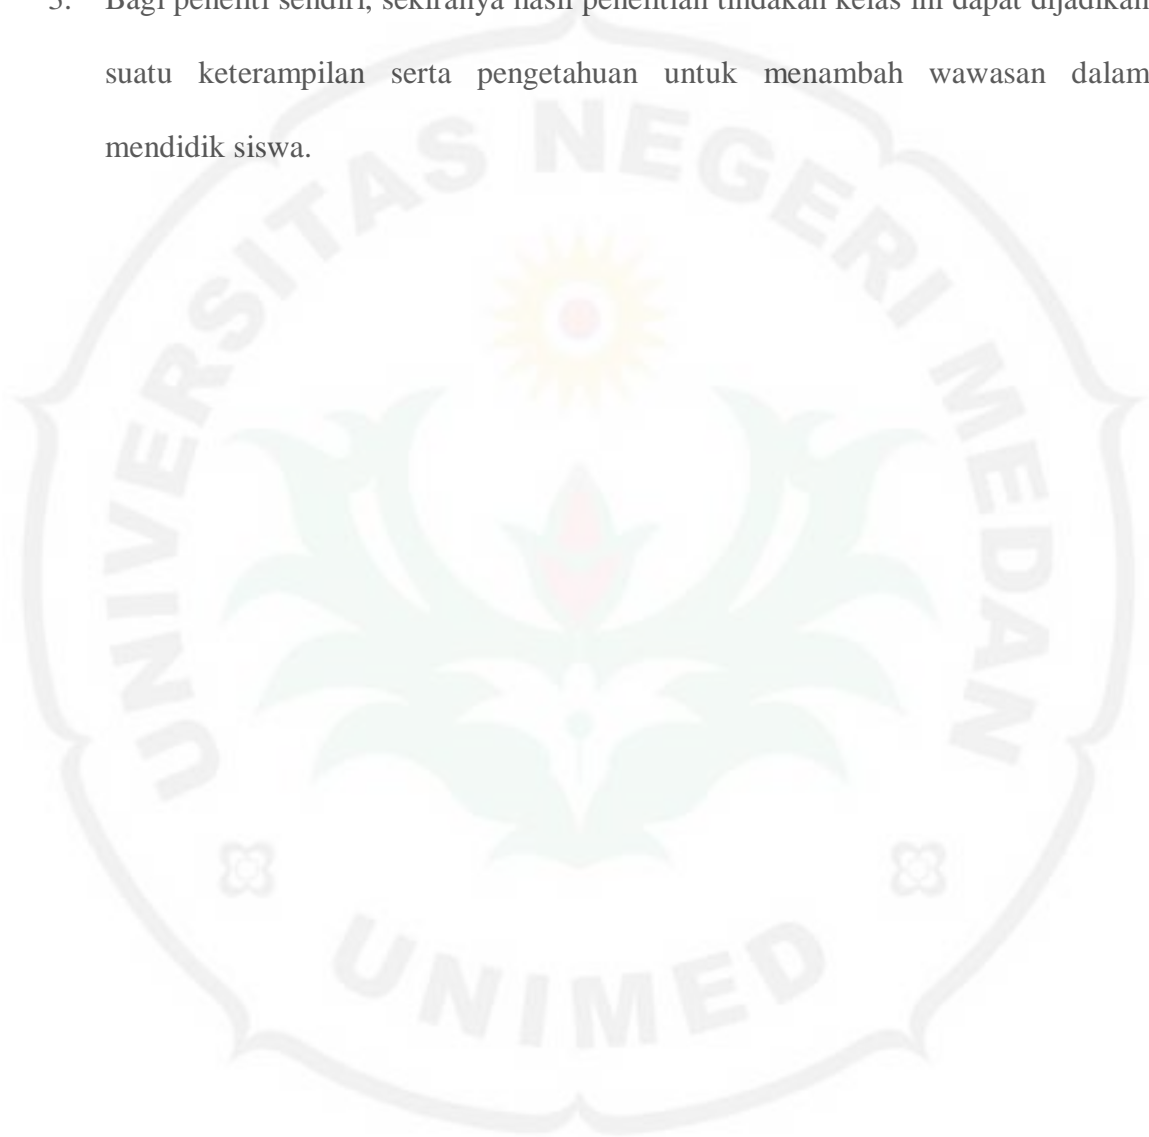 Bagi peneliti sendiri, sekiranya hasil penelitian tindakan kelas ini dapat dijadikan
suatu keterampilan serta pengetahuan untuk menambah wawasan dalam
mendidik siswa.
UNIVERSITAS NEGERI MEDAN
UNIMED